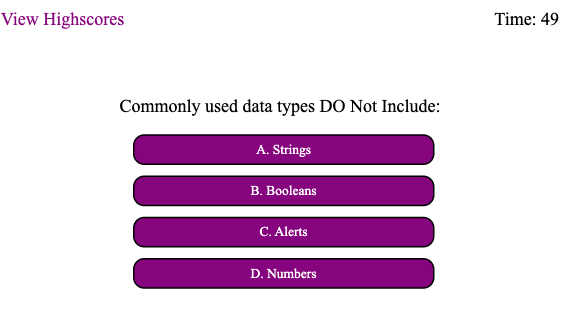 View Highscores
Time: 49
Commonly used data types DO Not Include:
A. Strings
B. Booleans
C. Alerts
D. Numbers